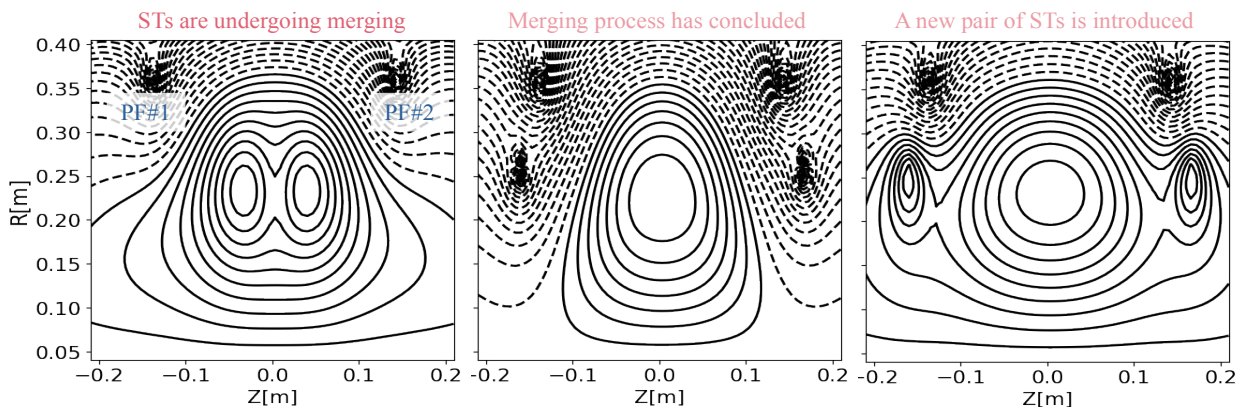 STs are undergoing merging
Merging process has concluded
A new pair of STs is introduced
PF#1
PF#2
R[m]
0.40
0.35
0.30
0.25
0.20
0.15
0.10
0.05
−0.2 −0.1 0.0 0.1 0.2
−0.2 −0.1 0.0 0.1 0.2
-0.2 −0.1 0.0 0.1 0.2
Z[m]
Z[m]
Z[m]